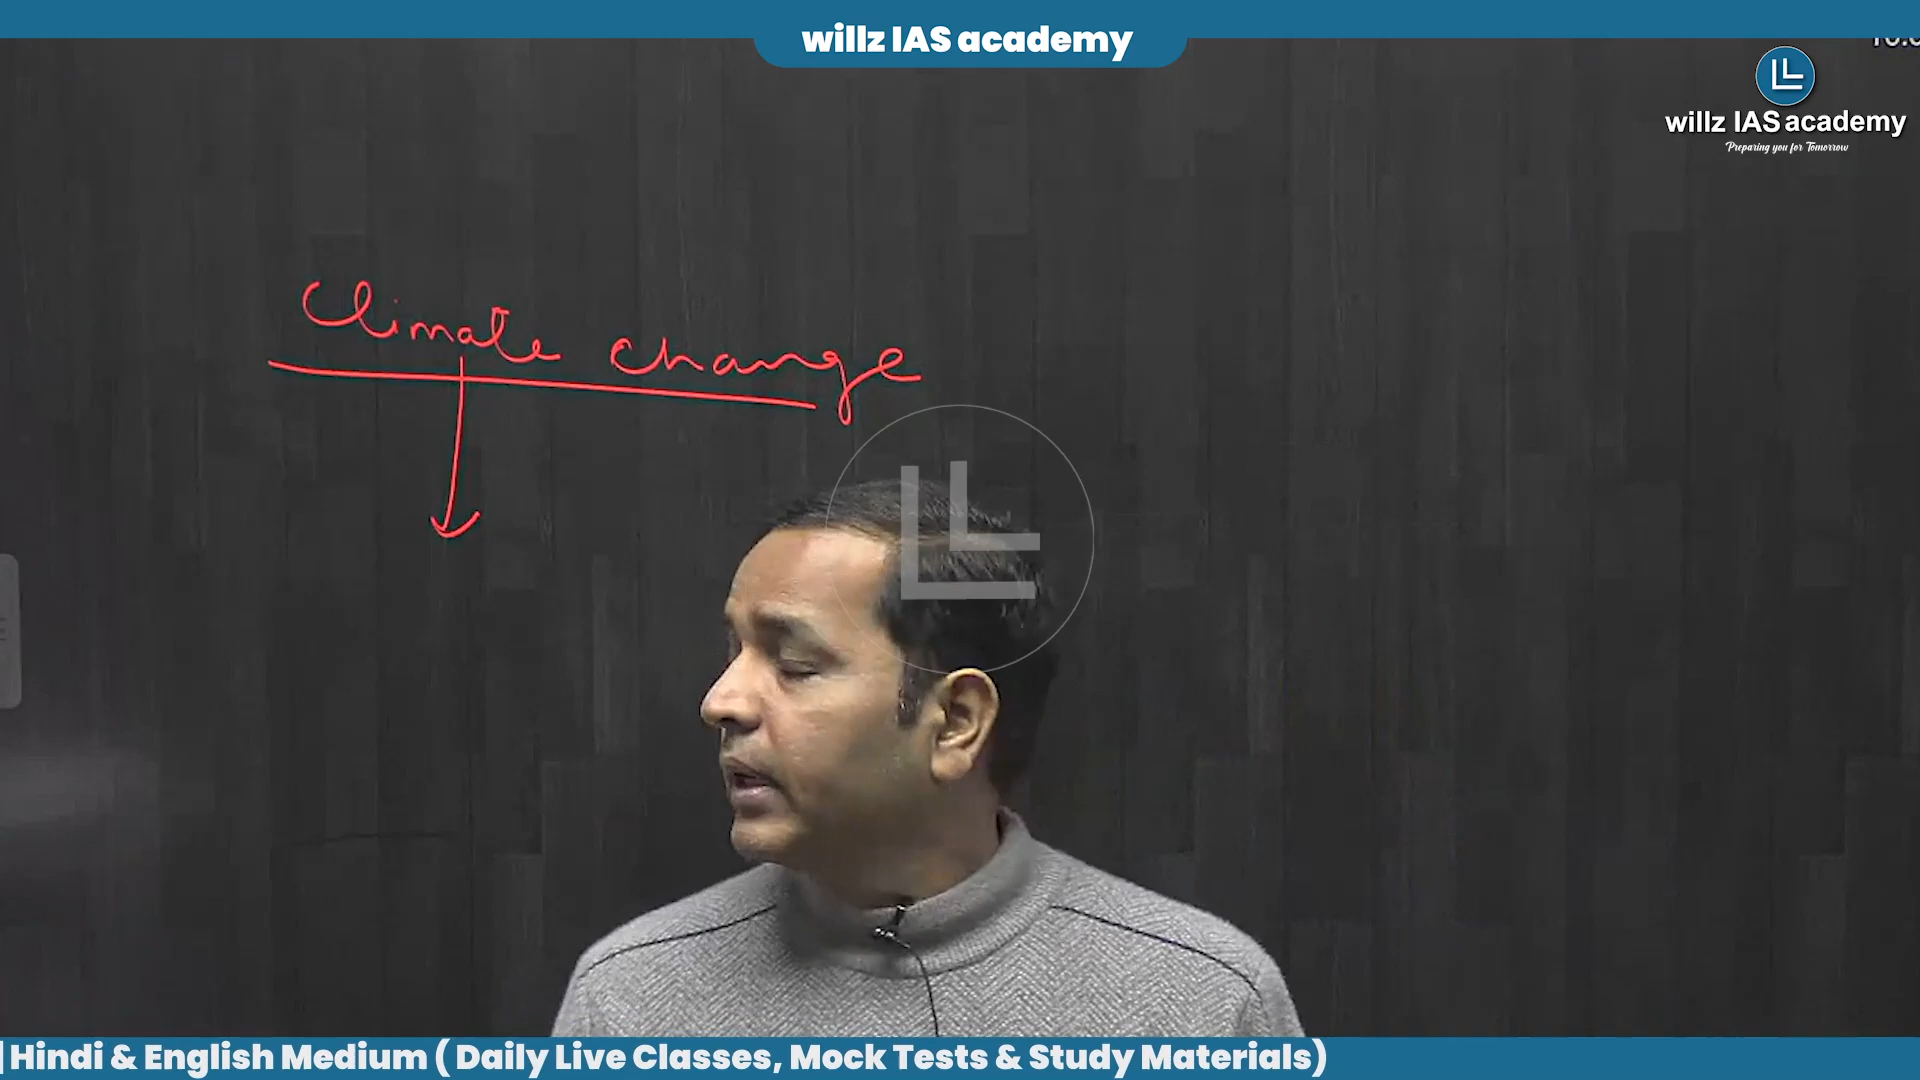 willz IAS academy
willz IAS academy
Preparing you for Tomorrow
Climate change
Hindi & English Medium ( Daily Live Classes, Mock Tests & Study Materials)